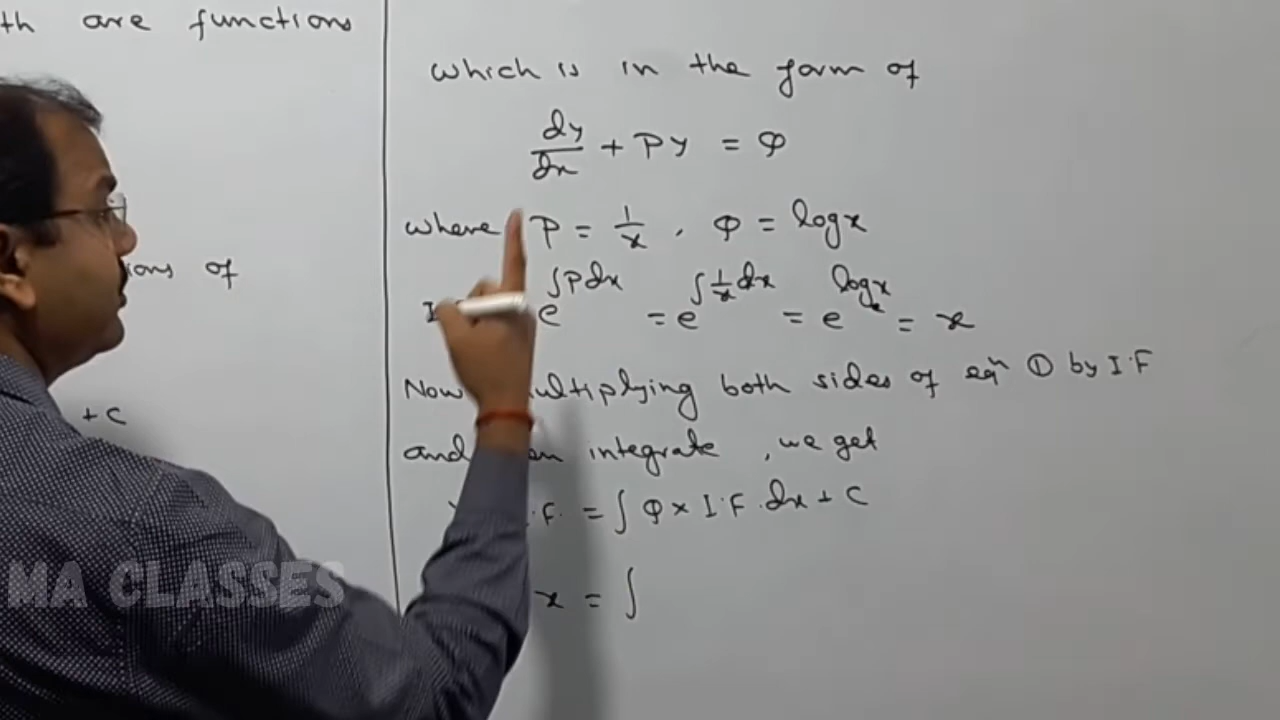 th are functions
ions of
+ C
which is in the form of
dy/dx + Py = Q
where P = 1/x , Q = log x
e^∫Pdx = e^∫1/x dx = e^log x = x
Now multiplying both sides of eqn ① by I.F
and integrate , we get
.F. = ∫ Q × I.F. dx + C
x = ∫
MA CLASSES